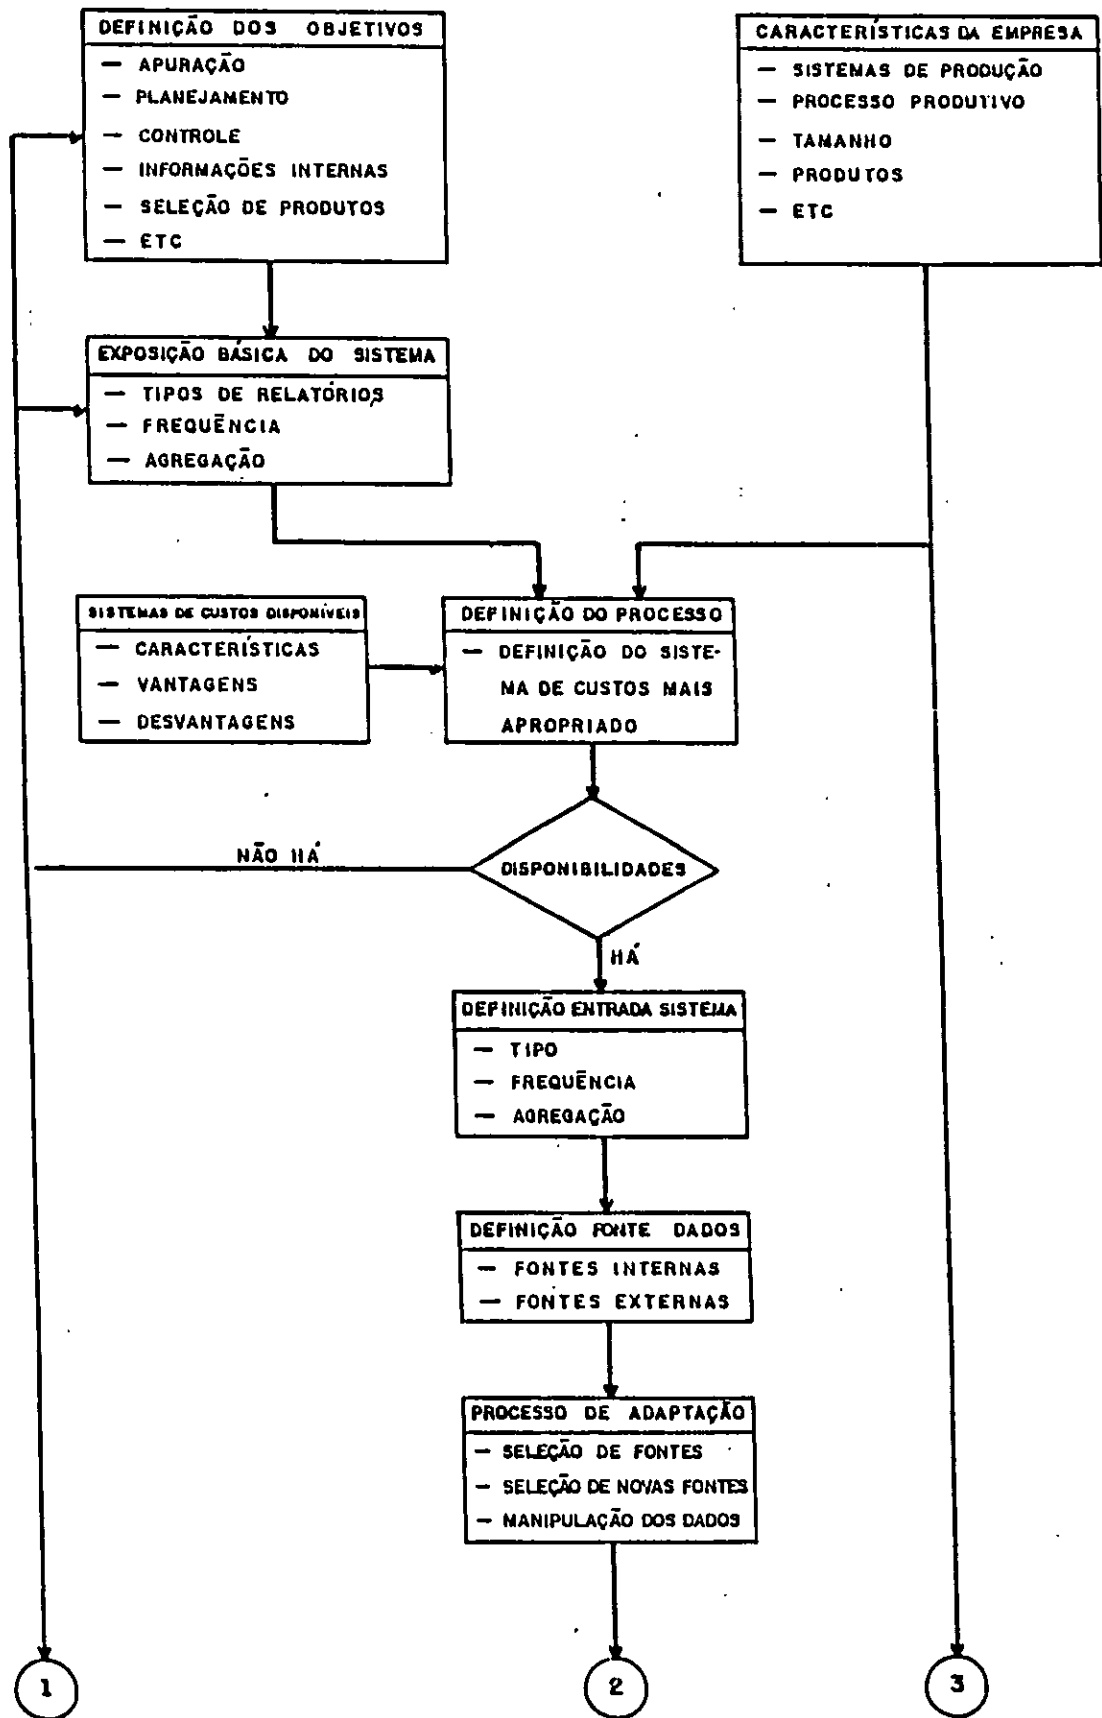 DEFINIÇÃO DOS OBJETIVOS
— APURAÇÃO
— PLANEJAMENTO
— CONTROLE
— INFORMAÇÕES INTERNAS
— SELEÇÃO DE PRODUTOS
— ETC
CARACTERÍSTICAS DA EMPRESA
— SISTEMAS DE PRODUÇÃO
— PROCESSO PRODUTIVO
— TAMANHO
— PRODUTOS
— ETC
EXPOSIÇÃO BÁSICA DO SISTEMA
— TIPOS DE RELATÓRIOS
— FREQUÊNCIA
— AGREGAÇÃO
SISTEMAS DE CUSTOS DISPONÍVEIS
— CARACTERÍSTICAS
— VANTAGENS
— DESVANTAGENS
DEFINIÇÃO DO PROCESSO
— DEFINIÇÃO DO SISTE-
MA DE CUSTOS MAIS
APROPRIADO
NÃO HÁ
DISPONIBILIDADES
HÁ
DEFINIÇÃO ENTRADA SISTEMA
— TIPO
— FREQUÊNCIA
— AGREGAÇÃO
DEFINIÇÃO FONTE DADOS
— FONTES INTERNAS
— FONTES EXTERNAS
PROCESSO DE ADAPTAÇÃO
— SELEÇÃO DE FONTES
— SELEÇÃO DE NOVAS FONTES
— MANIPULAÇÃO DOS DADOS
1
2
3